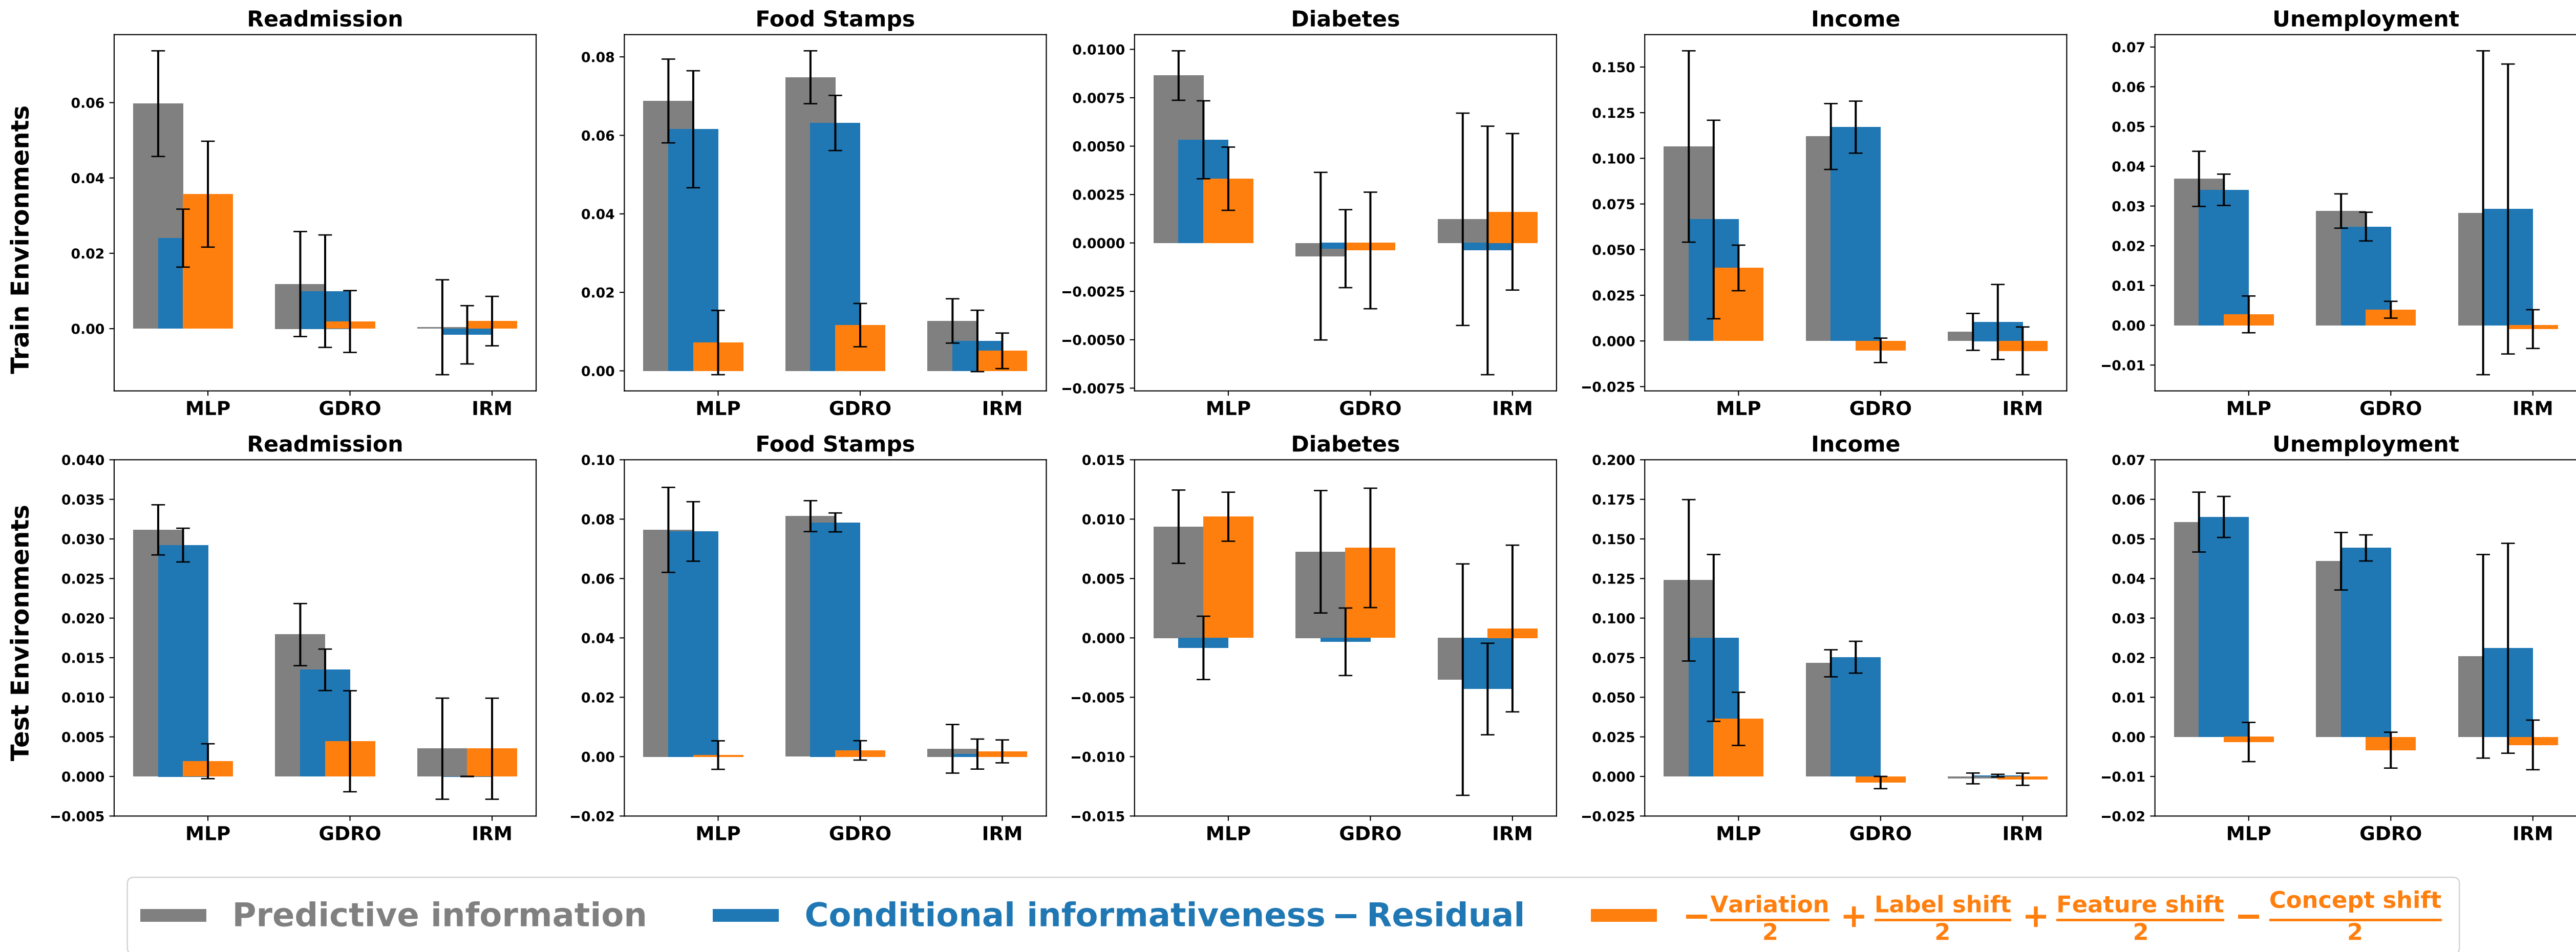 Readmission
Food Stamps
Diabetes
Income
Unemployment
Train Environments
0.06
0.04
0.02
0.00
MLP
GDRO
IRM
0.08
0.06
0.04
0.02
0.00
MLP
GDRO
IRM
0.0100
0.0075
0.0050
0.0025
0.0000
−0.0025
−0.0050
−0.0075
MLP
GDRO
IRM
0.150
0.125
0.100
0.075
0.050
0.025
0.000
−0.025
MLP
GDRO
IRM
0.07
0.06
0.05
0.04
0.03
0.02
0.01
0.00
−0.01
MLP
GDRO
IRM
Readmission
Food Stamps
Diabetes
Income
Unemployment
Test Environments
0.040
0.035
0.030
0.025
0.020
0.015
0.010
0.005
0.000
−0.005
MLP
GDRO
IRM
0.10
0.08
0.06
0.04
0.02
0.00
−0.02
MLP
GDRO
IRM
0.015
0.010
0.005
0.000
−0.005
−0.010
−0.015
MLP
GDRO
IRM
0.200
0.175
0.150
0.125
0.100
0.075
0.050
0.025
0.000
−0.025
MLP
GDRO
IRM
0.07
0.06
0.05
0.04
0.03
0.02
0.01
0.00
−0.01
−0.02
MLP
GDRO
IRM
Predictive information
Conditional informativeness − Residual
− Variation/2 + Label shift/2 + Feature shift/2 − Concept shift/2